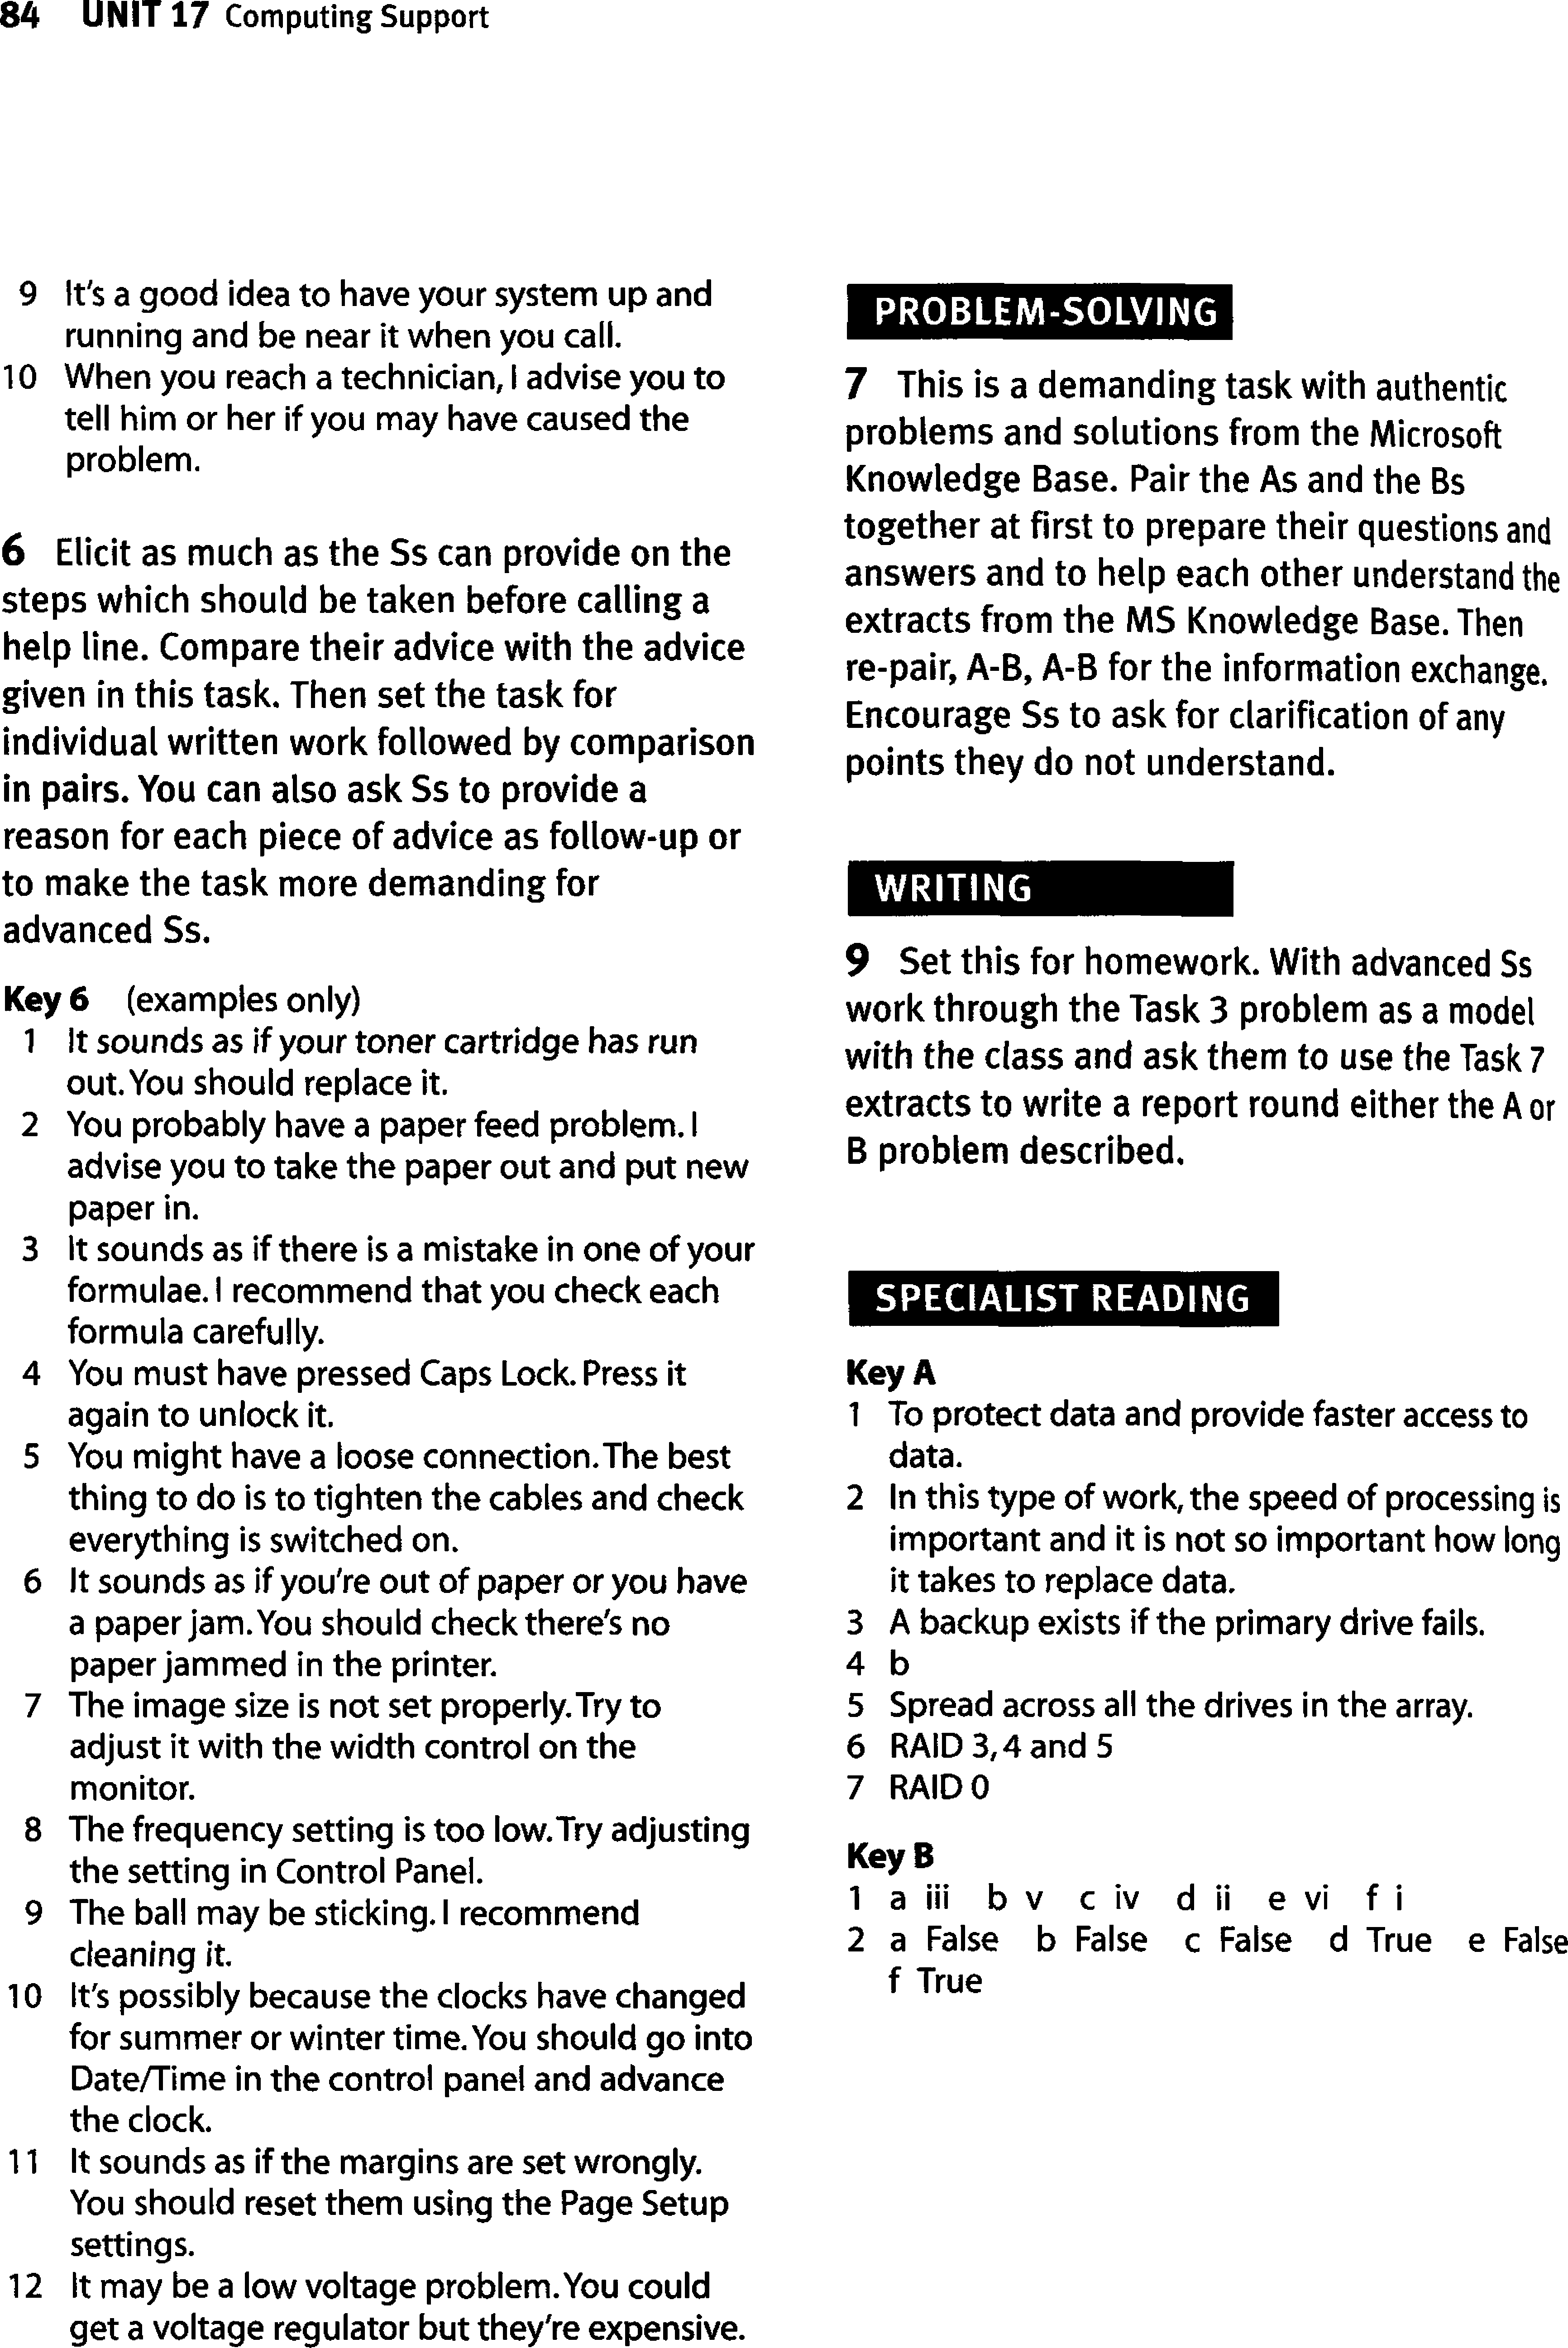 84 UNIT 17 Computing Support
9 It's a good idea to have your system up and
running and be near it when you call.
10 When you reach a technician, I advise you to
tell him or her if you may have caused the
problem.
6 Elicit as much as the Ss can provide on the
steps which should be taken before calling a
help line. Compare their advice with the advice
given in this task. Then set the task for
individual written work followed by comparison
in pairs. You can also ask Ss to provide a
reason for each piece of advice as follow-up or
to make the task more demanding for
advanced Ss.
Key 6 (examples only)
1 It sounds as if your toner cartridge has run
out. You should replace it.
2 You probably have a paper feed problem. I
advise you to take the paper out and put new
paper in.
3 It sounds as if there is a mistake in one of your
formulae. I recommend that you check each
formula carefully.
4 You must have pressed Caps Lock. Press it
again to unlock it.
5 You might have a loose connection. The best
thing to do is to tighten the cables and check
everything is switched on.
6 It sounds as if you're out of paper or you have
a paper jam. You should check there's no
paper jammed in the printer.
7 The image size is not set properly. Try to
adjust it with the width control on the
monitor.
8 The frequency setting is too low. Try adjusting
the setting in Control Panel.
9 The ball may be sticking. I recommend
cleaning it.
10 It's possibly because the clocks have changed
for summer or winter time. You should go into
Date/Time in the control panel and advance
the clock.
11 It sounds as if the margins are set wrongly.
You should reset them using the Page Setup
settings.
12 It may be a low voltage problem. You could
get a voltage regulator but they're expensive.
PROBLEM-SOLVING
7 This is a demanding task with authentic
problems and solutions from the Microsoft
Knowledge Base. Pair the As and the Bs
together at first to prepare their questions and
answers and to help each other understand the
extracts from the MS Knowledge Base. Then
re-pair, A-B, A-B for the information exchange.
Encourage Ss to ask for clarification of any
points they do not understand.
WRITING
9 Set this for homework. With advanced Ss
work through the Task 3 problem as a model
with the class and ask them to use the Task 7
extracts to write a report round either the A or
B problem described.
SPECIALIST READING
Key A
1 To protect data and provide faster access to
data.
2 In this type of work, the speed of processing is
important and it is not so important how long
it takes to replace data.
3 A backup exists if the primary drive fails.
4 b
5 Spread across all the drives in the array.
6 RAID 3, 4 and 5
7 RAID 0
Key B
1 a iii b v c iv d ii e vi f i
2 a False b False c False d True e False
f True